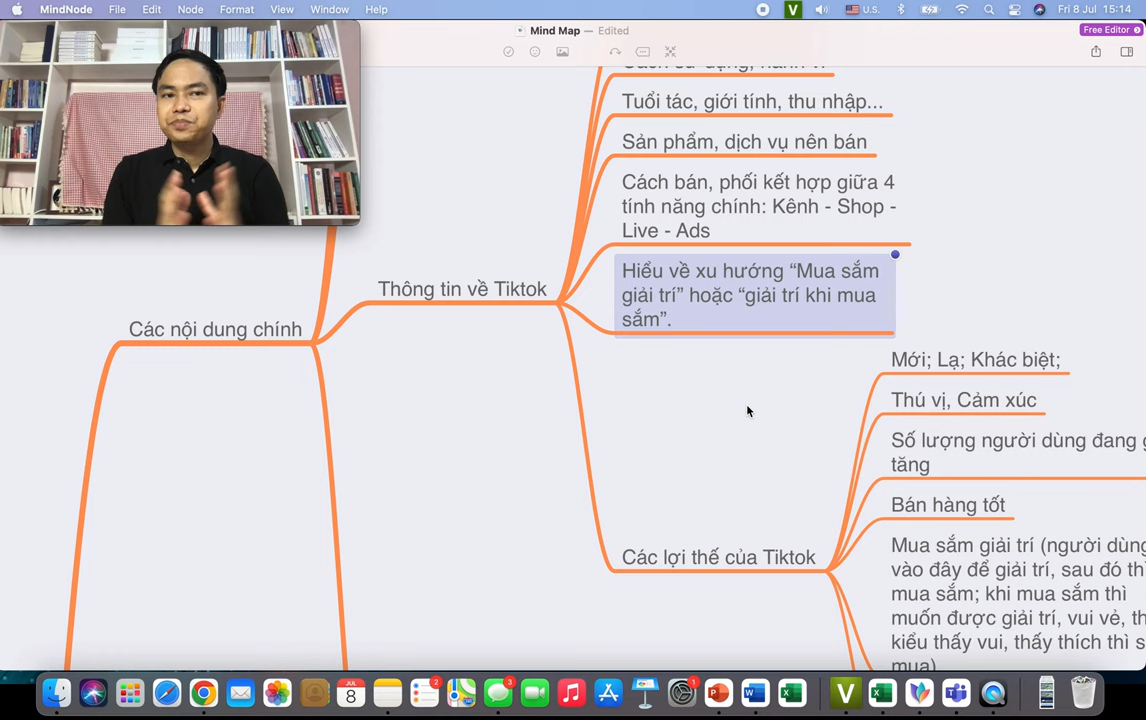 MindNode File Edit Node Format View Window Help
V U.S. Fri 8 Jul 15:14
Mind Map — Edited
Free Editor
Tuổi tác, giới tính, thu nhập...
Sản phẩm, dịch vụ nên bán
Cách bán, phối kết hợp giữa 4
tính năng chính: Kênh - Shop -
Live - Ads
Hiểu về xu hướng “Mua sắm
giải trí” hoặc “giải trí khi mua
sắm”.
Thông tin về Tiktok
Các nội dung chính
Mới; Lạ; Khác biệt;
Thú vị, Cảm xúc
Số lượng người dùng đang
tăng
Bán hàng tốt
Các lợi thế của Tiktok
Mua sắm giải trí (người dùng
vào đây để giải trí, sau đó
mua sắm; khi mua sắm thì
muốn được giải trí, vui vẻ,
kiểu thấy vui, thấy thích thì
mua)
JUL
8
2
3
1
P
W
X
V
X